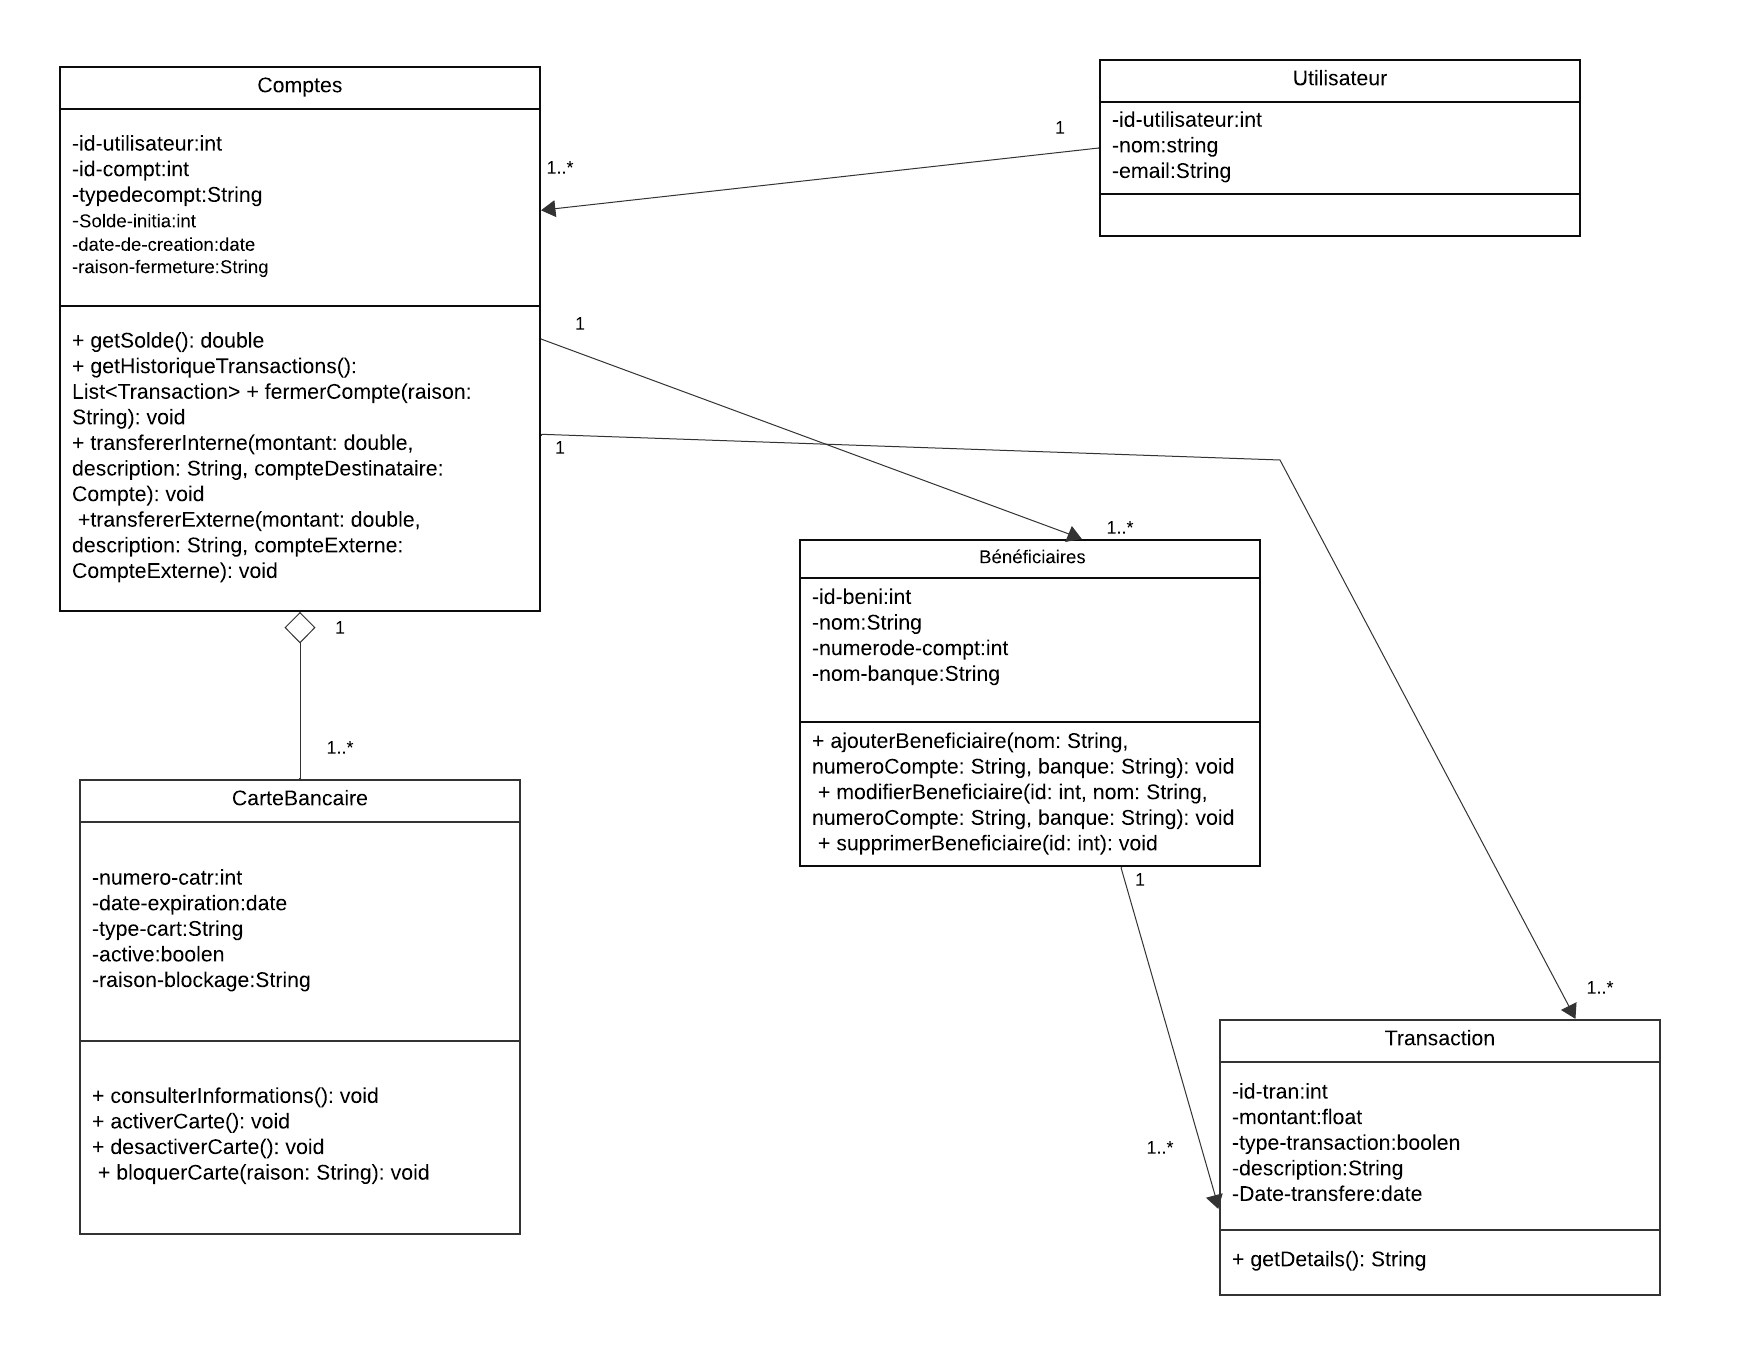 Comptes
-id-utilisateur:int
-id-compt:int
-typedecompt:String
-Solde-initia:int
-date-de-creation:date
-raison-fermeture:String
+ getSolde(): double
+ getHistoriqueTransactions():
List<Transaction> + fermerCompte(raison:
String): void
+ transfererInterne(montant: double,
description: String, compteDestinataire:
Compte): void
+transfererExterne(montant: double,
description: String, compteExterne:
CompteExterne): void
Utilisateur
-id-utilisateur:int
-nom:string
-email:String
1
1..*
1
1
1..*
Bénéficiaires
-id-beni:int
-nom:String
-numerode-compt:int
-nom-banque:String
+ ajouterBeneficiaire(nom: String,
numeroCompte: String, banque: String): void
+ modifierBeneficiaire(id: int, nom: String,
numeroCompte: String, banque: String): void
+ supprimerBeneficiaire(id: int): void
1
1..*
CarteBancaire
-numero-catr:int
-date-expiration:date
-type-cart:String
-active:boolen
-raison-blockage:String
+ consulterInformations(): void
+ activerCarte(): void
+ desactiverCarte(): void
+ bloquerCarte(raison: String): void
1
1..*
1..*
Transaction
-id-tran:int
-montant:float
-type-transaction:boolen
-description:String
-Date-transfere:date
+ getDetails(): String